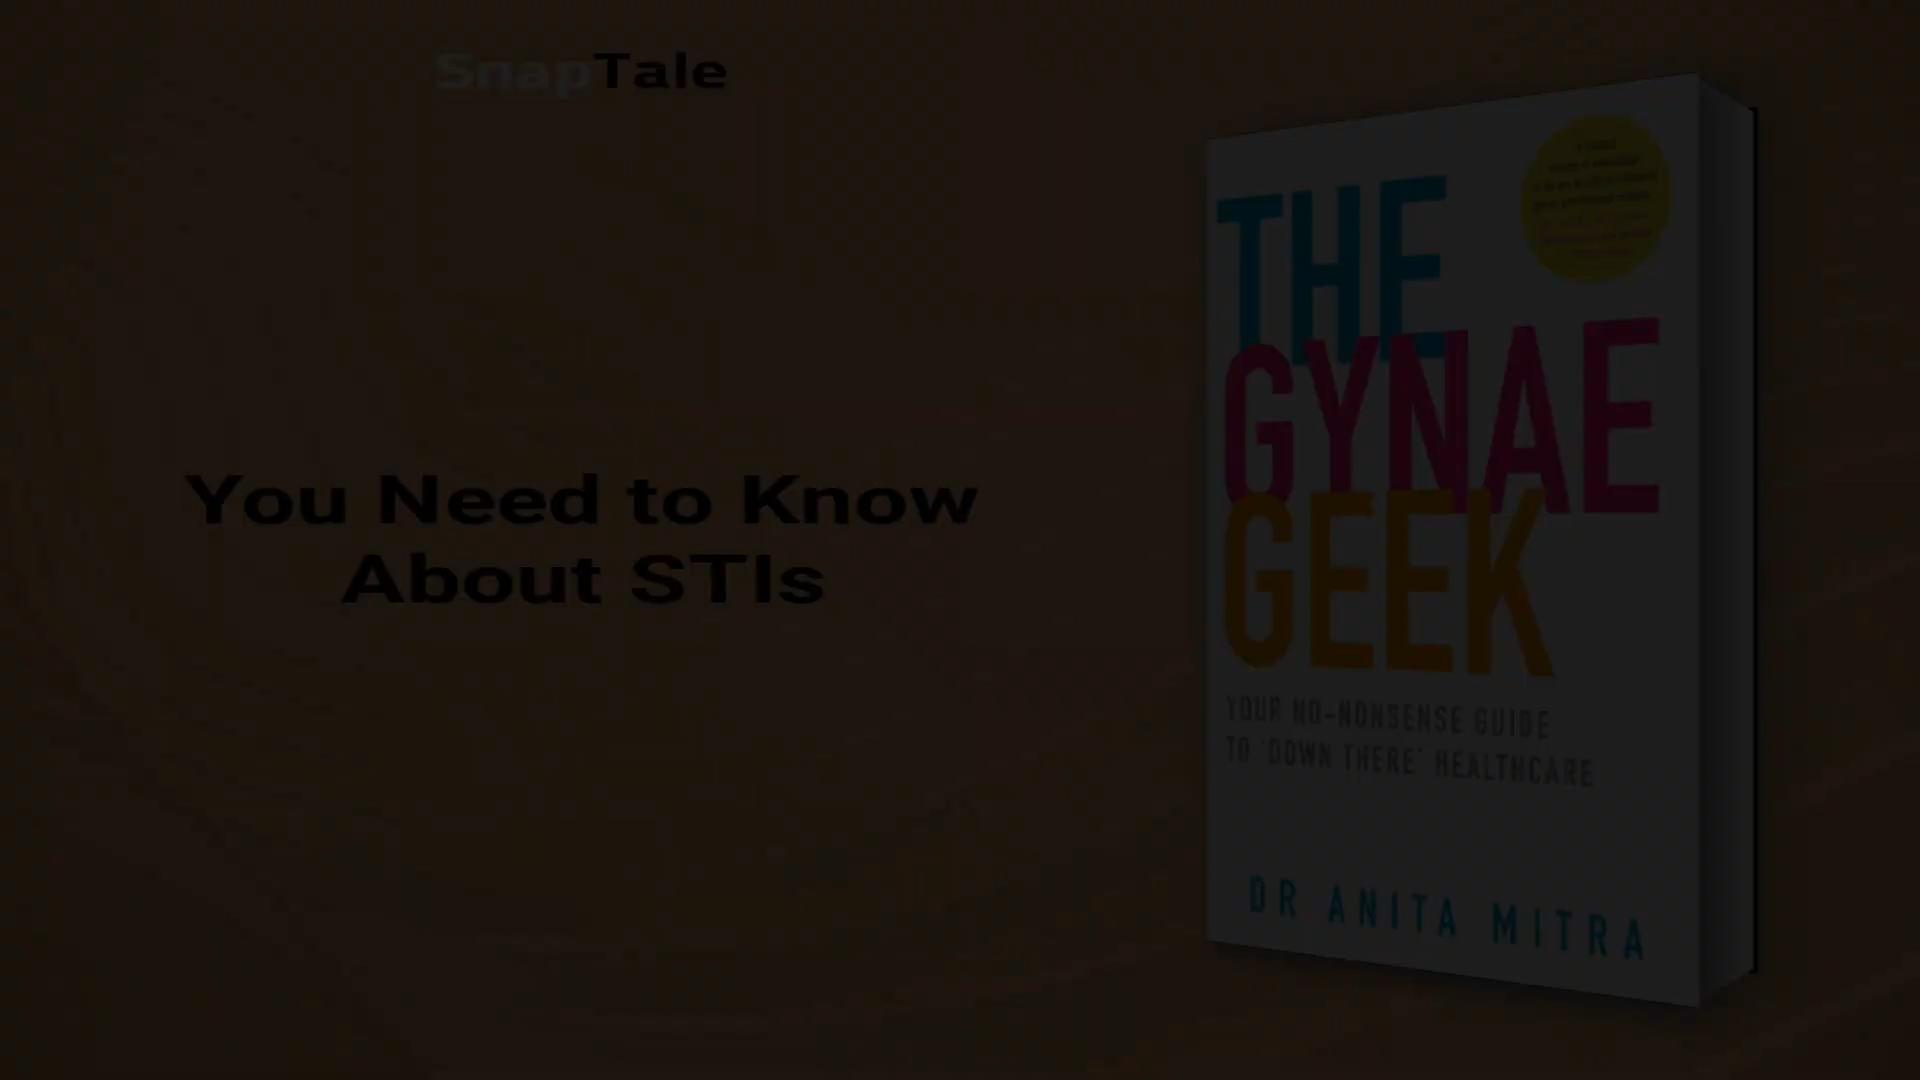 SnapTale
You Need to Know
About STIs
THE
GYNAE
GEEK
YOUR NO-NONSENSE GUIDE
TO 'DOWN THERE' HEALTHCARE
DR ANITA MITRA